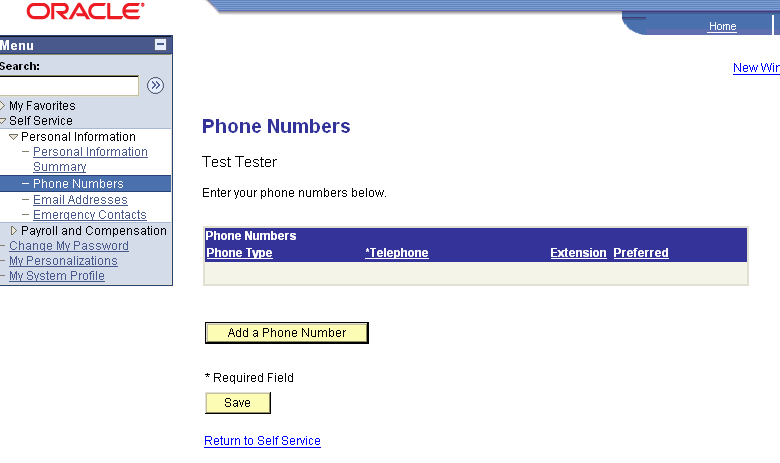 ORACLE®
Home
Menu
New Win
Search:
My Favorites
Self Service
Personal Information
Personal Information
Summary
Phone Numbers
Email Addresses
Emergency Contacts
Payroll and Compensation
Change My Password
My Personalizations
My System Profile
Phone Numbers
Test Tester
Enter your phone numbers below.
Phone Numbers
Phone Type *Telephone Extension Preferred
Add a Phone Number
* Required Field
Save
Return to Self Service